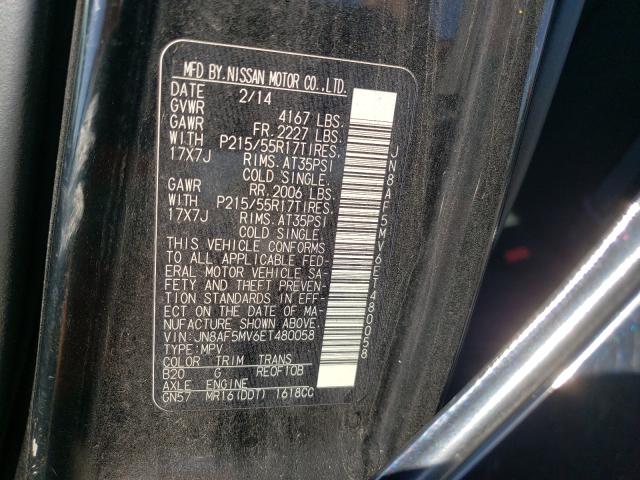 MFD BY.NISSAN MOTOR CO.,LTD.
DATE 2/14
GVWR 4167 LBS.
GAWR FR. 2227 LBS.
WITH P215/55R17TIRES,
17X7J RIMS.AT35PSI
COLD SINGLE
GAWR RR. 2006 LBS.
WITH P215/55R17TIRES,
17X7J RIMS.AT35PSI
COLD SINGLE
THIS VEHICLE CONFORMS
TO ALL APPLICABLE FED-
ERAL MOTOR VEHICLE SA-
FETY AND THEFT PREVEN-
TION STANDARDS IN EFF-
ECT ON THE DATE OF MA-
NUFACTURE SHOWN ABOVE.
VIN:JN8AF5MV6ET480058
TYPE:MPV
COLOR TRIM TRANS
B20 G RE0F10B
AXLE ENGINE
GN57 MR16(DDT) 1618CC
JN8AF5MV6ET480058